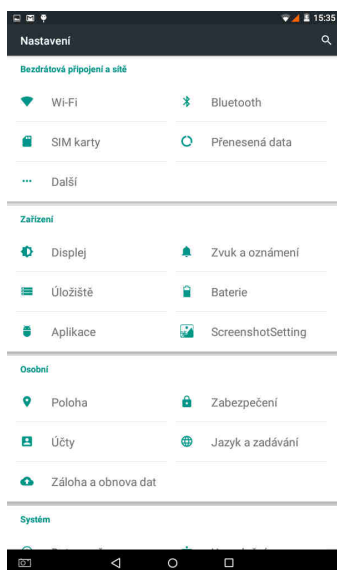 15:35
Nastavení
Bezdrátová připojení a sítě
Wi-Fi
Bluetooth
SIM karty
Přenesená data
Další
Zařízení
Displej
Zvuk a oznámení
Úložiště
Baterie
Aplikace
ScreenshotSetting
Osobní
Poloha
Zabezpečení
Účty
Jazyk a zadávání
Záloha a obnova dat
Systém